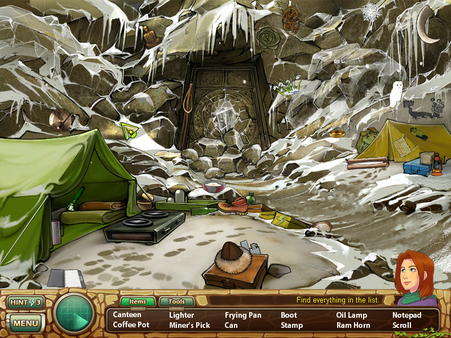 Items Tools Find everything in the list.
HINT 3
MENU
Canteen Lighter Frying Pan Boot Oil Lamp Notepad
Coffee Pot Miner's Pick Can Stamp Ram Horn Scroll